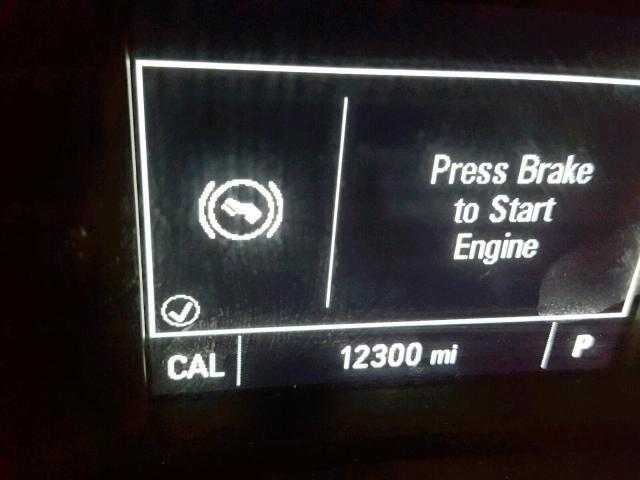 Press Brake
to Start
Engine
CAL 12300 mi P